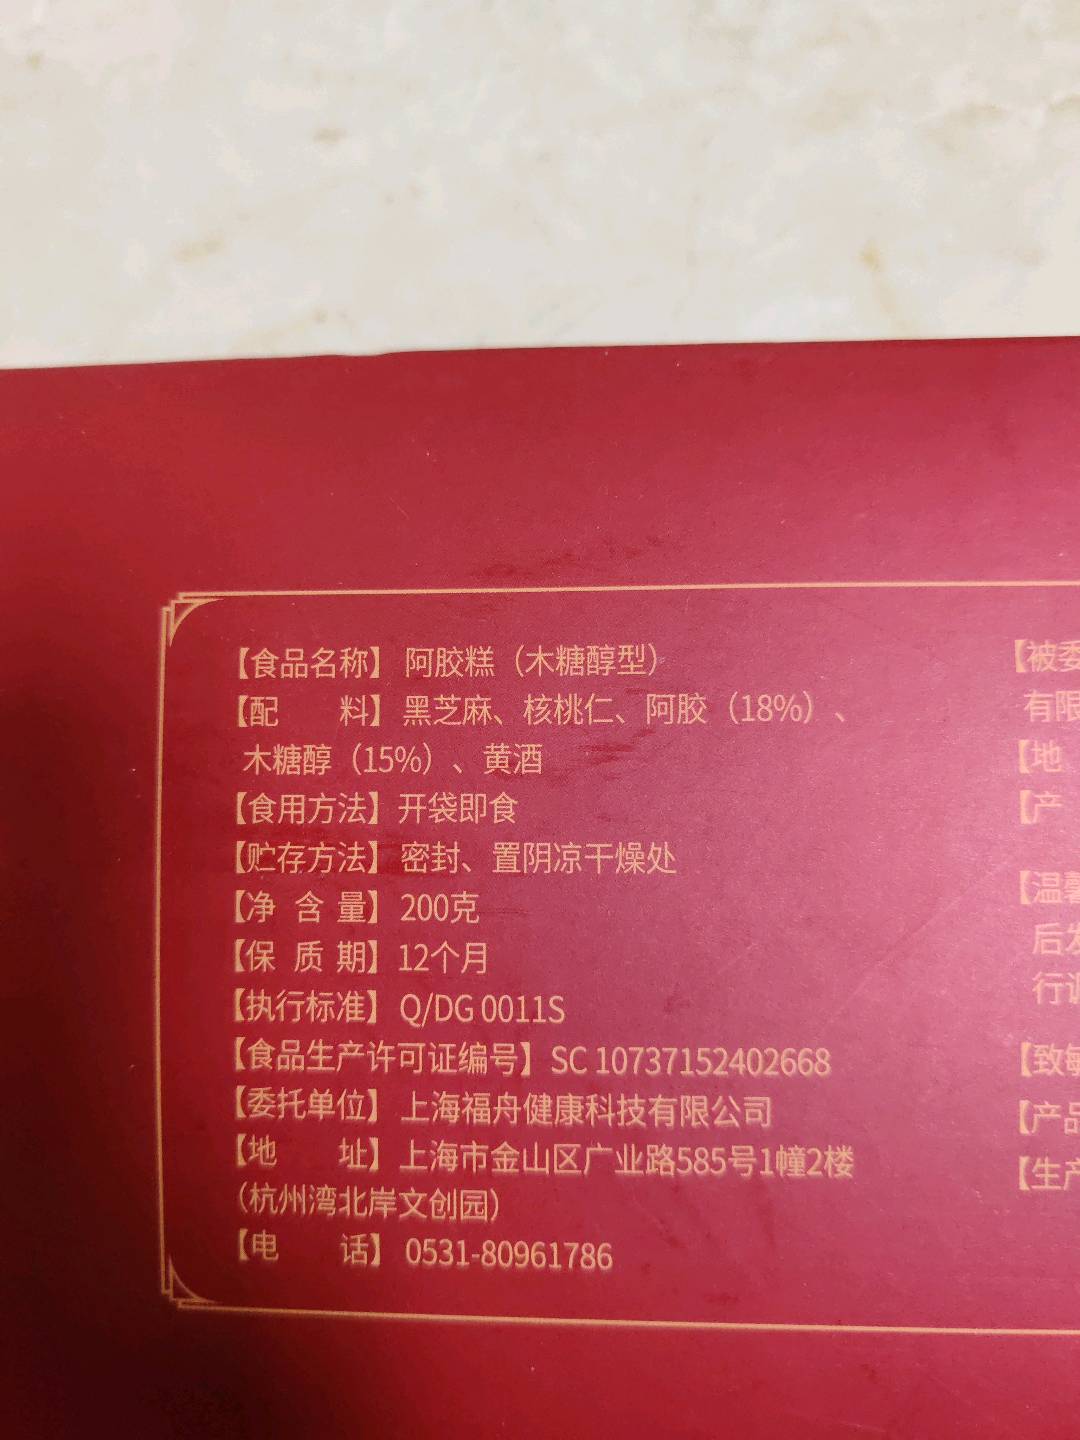 【食品名称】阿胶糕（木糖醇型）
【配　　料】黑芝麻、核桃仁、阿胶（18%）、
木糖醇（15%）、黄酒
【食用方法】开袋即食
【贮存方法】密封、置阴凉干燥处
【净 含 量】200克
【保 质 期】12个月
【执行标准】Q/DG 0011S
【食品生产许可证编号】SC 10737152402668
【委托单位】上海福舟健康科技有限公司
【地　　址】上海市金山区广业路585号1幢2楼
（杭州湾北岸文创园）
【电　　话】0531-80961786
【被委
有限
【地
【产
【温馨
后发
行调
【致敏
【产品
【生产